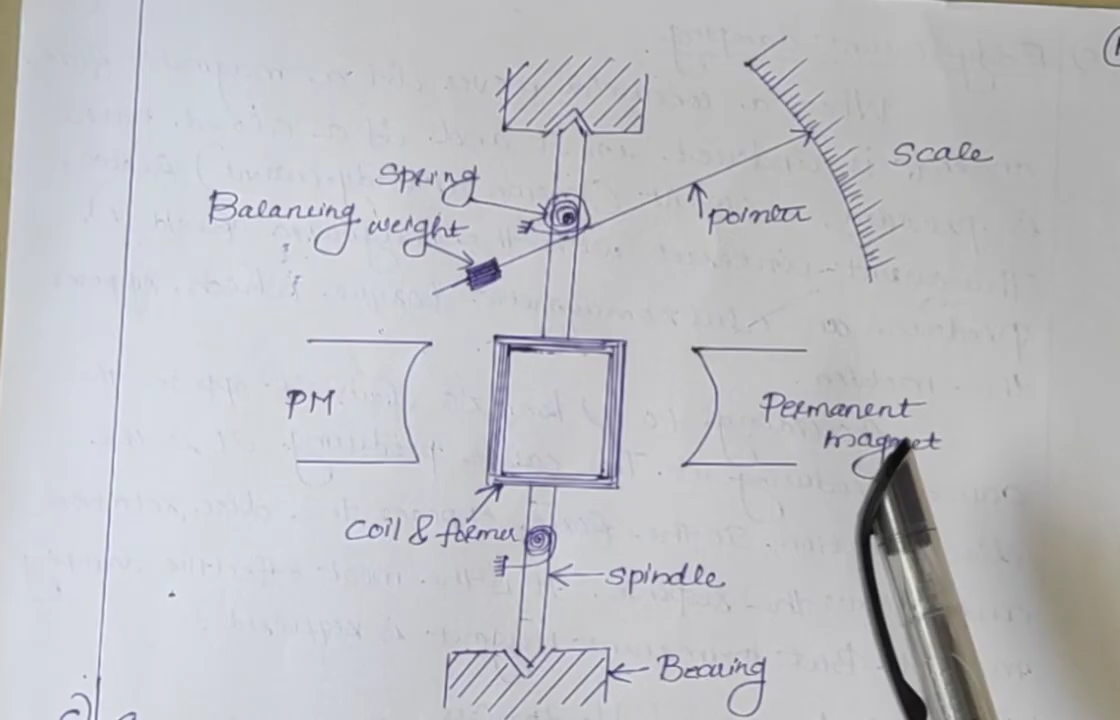 Spring
Balancing weight
Scale
pointer
PM
Permanent
magnet
coil & former
spindle
Bearing